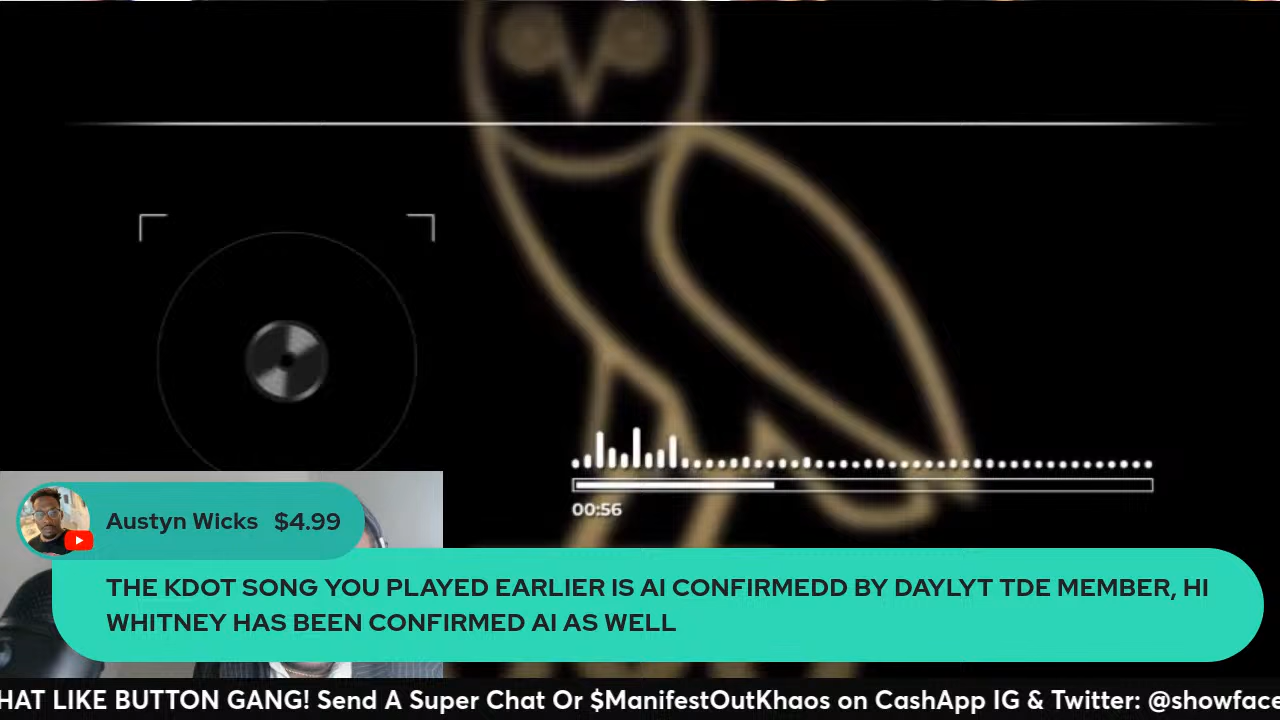 00:56
Austyn Wicks $4.99
THE KDOT SONG YOU PLAYED EARLIER IS AI CONFIRMEDD BY DAYLYT TDE MEMBER, HI
WHITNEY HAS BEEN CONFIRMED AI AS WELL
HAT LIKE BUTTON GANG! Send A Super Chat Or $ManifestOutKhaos on CashApp IG & Twitter: @showface